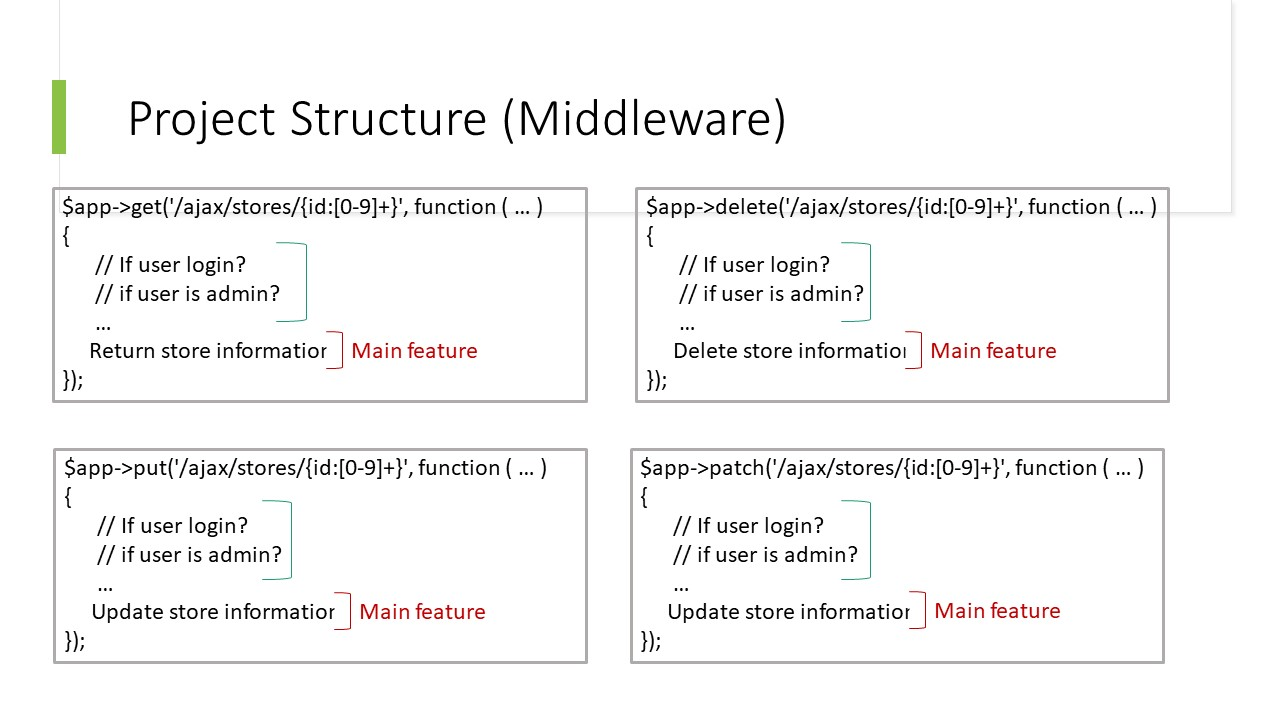 Project Structure (Middleware)
$app->get('/ajax/stores/{id:[0-9]+}', function ( … )
{
// If user login?
// if user is admin?
…
Return store information Main feature
});
$app->delete('/ajax/stores/{id:[0-9]+}', function ( … )
{
// If user login?
// if user is admin?
…
Delete store information Main feature
});
$app->put('/ajax/stores/{id:[0-9]+}', function ( … )
{
// If user login?
// if user is admin?
…
Update store information Main feature
});
$app->patch('/ajax/stores/{id:[0-9]+}', function ( … )
{
// If user login?
// if user is admin?
…
Update store information Main feature
});